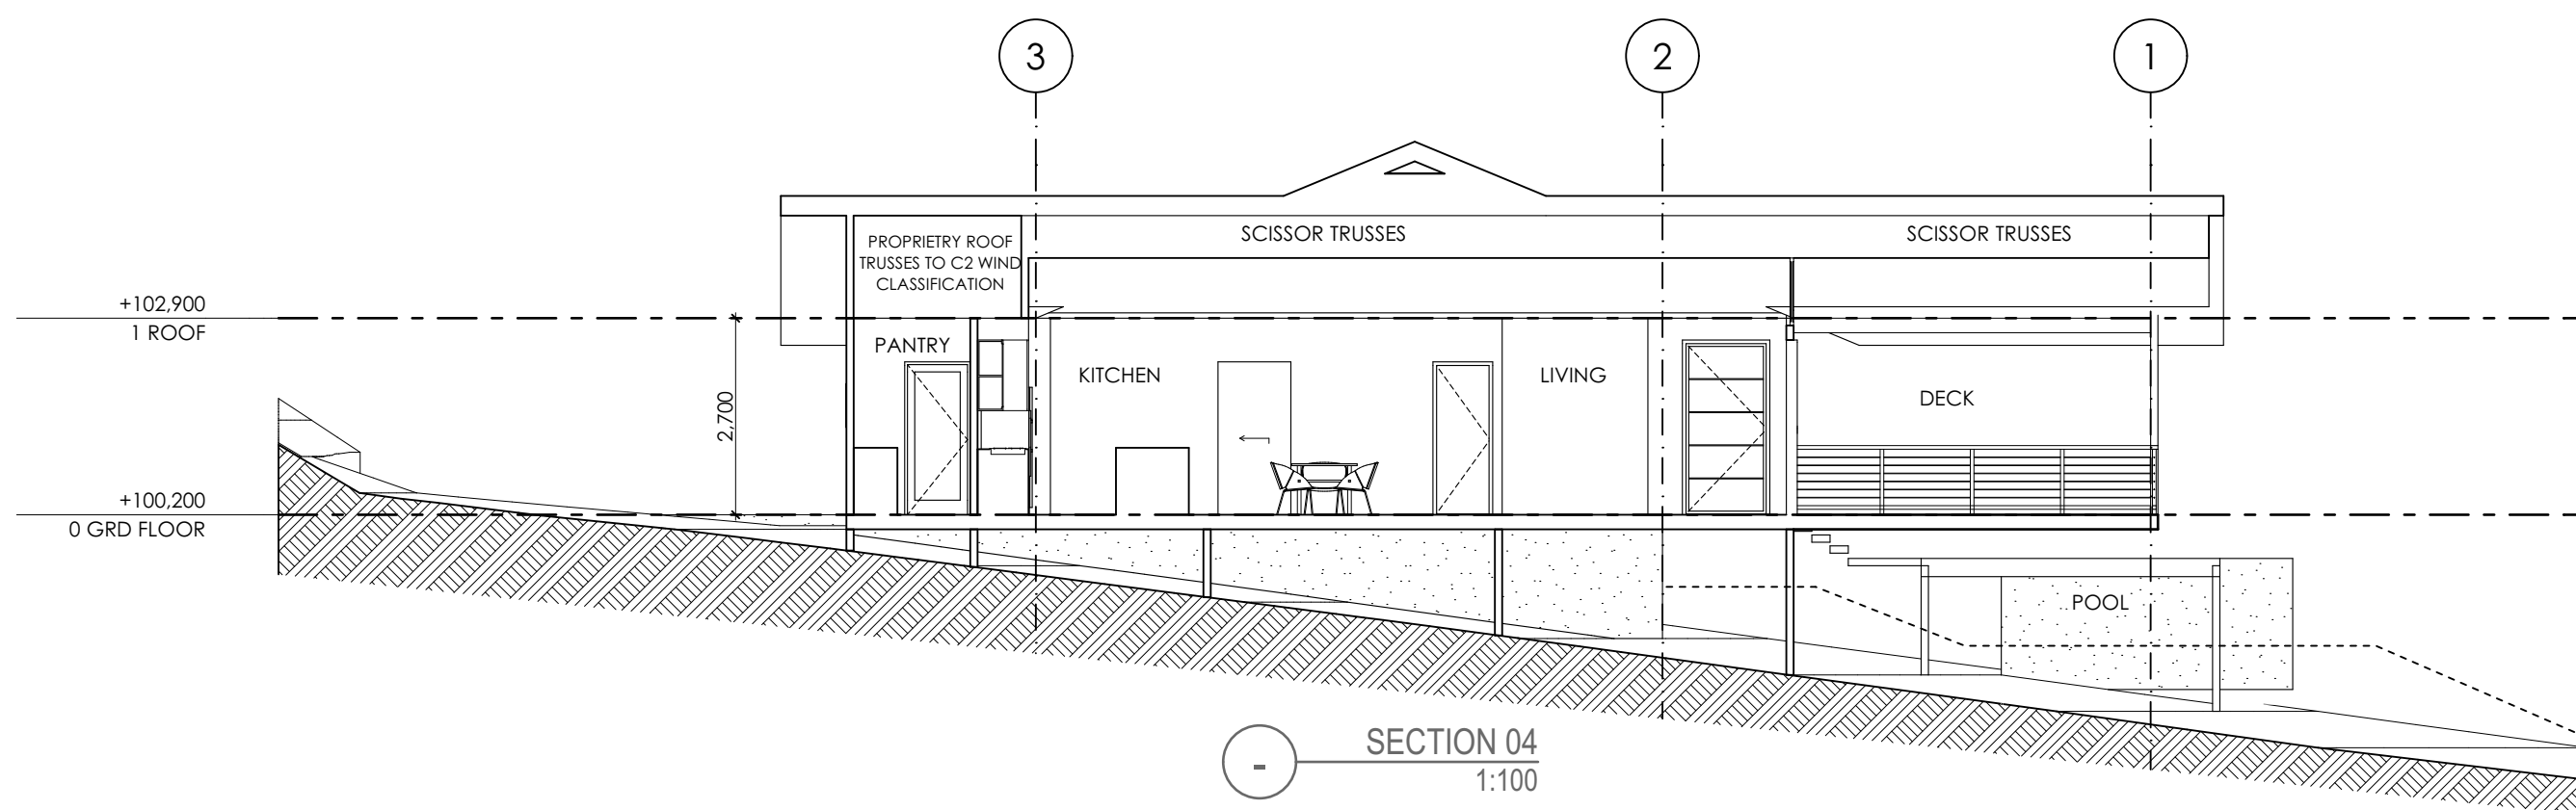 3
2
1
SCISSOR TRUSSES
SCISSOR TRUSSES
PROPRIETRY ROOF
TRUSSES TO C2 WIND
CLASSIFICATION
+102,900
1 ROOF
PANTRY
KITCHEN
LIVING
DECK
2,700
+100,200
0 GRD FLOOR
POOL
-
SECTION 04
1:100